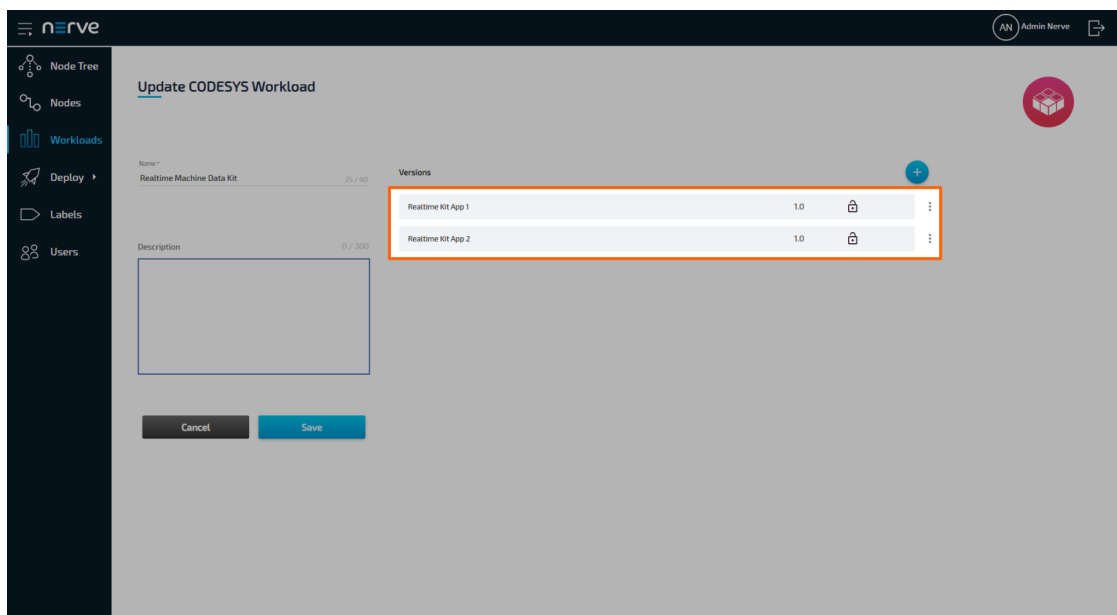 nerve
AN Admin Nerve
Node Tree
Nodes
Workloads
Deploy
Labels
Users
Update CODESYS Workload
Name *
Realtime Machine Data Kit 25 / 40
Description 0 / 300
Cancel Save
Versions
+
Realtime Kit App 1 1.0
Realtime Kit App 2 1.0